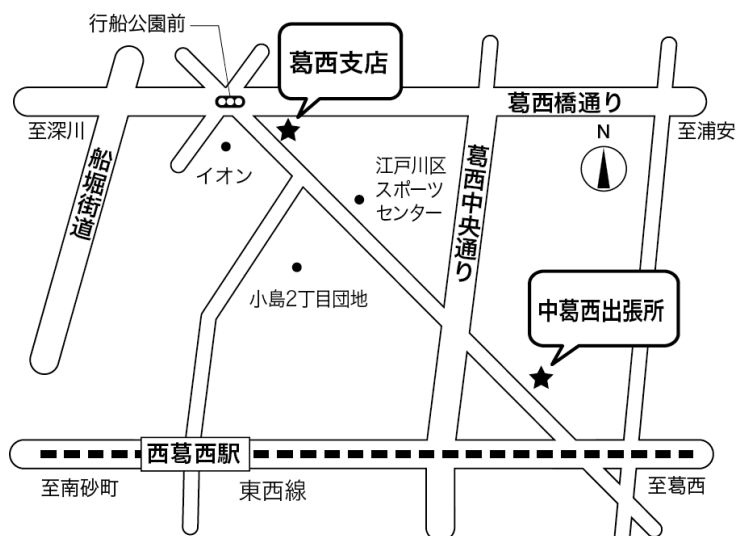 行船公園前
葛西支店
葛西橋通り
至深川
至浦安
N
船堀街道
イオン
江戸川区
スポーツ
センター
葛西中央通り
小島2丁目団地
中葛西出張所
西葛西駅
至南砂町
東西線
至葛西